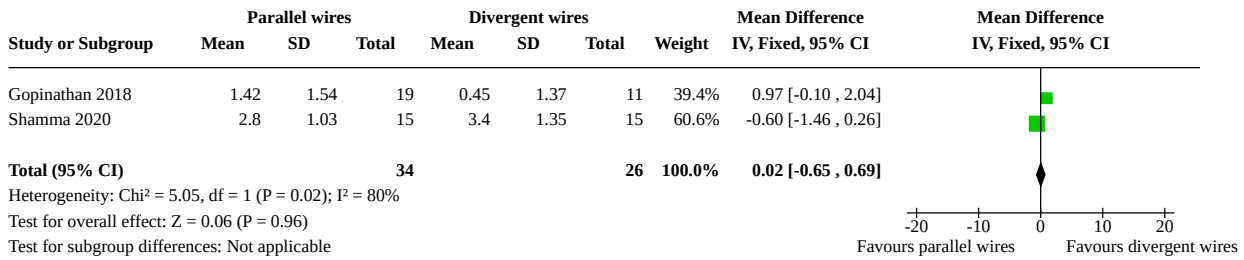 Parallel wires Divergent wires Mean Difference Mean Difference
Study or Subgroup Mean SD Total Mean SD Total Weight IV, Fixed, 95% CI IV, Fixed, 95% CI
Gopinathan 2018 1.42 1.54 19 0.45 1.37 11 39.4% 0.97 [-0.10 , 2.04]
Shamma 2020 2.8 1.03 15 3.4 1.35 15 60.6% -0.60 [-1.46 , 0.26]
Total (95% CI) 34 26 100.0% 0.02 [-0.65 , 0.69]
Heterogeneity: Chi² = 5.05, df = 1 (P = 0.02); I² = 80%
Test for overall effect: Z = 0.06 (P = 0.96)
-20 -10 0 10 20
Test for subgroup differences: Not applicable Favours parallel wires Favours divergent wires